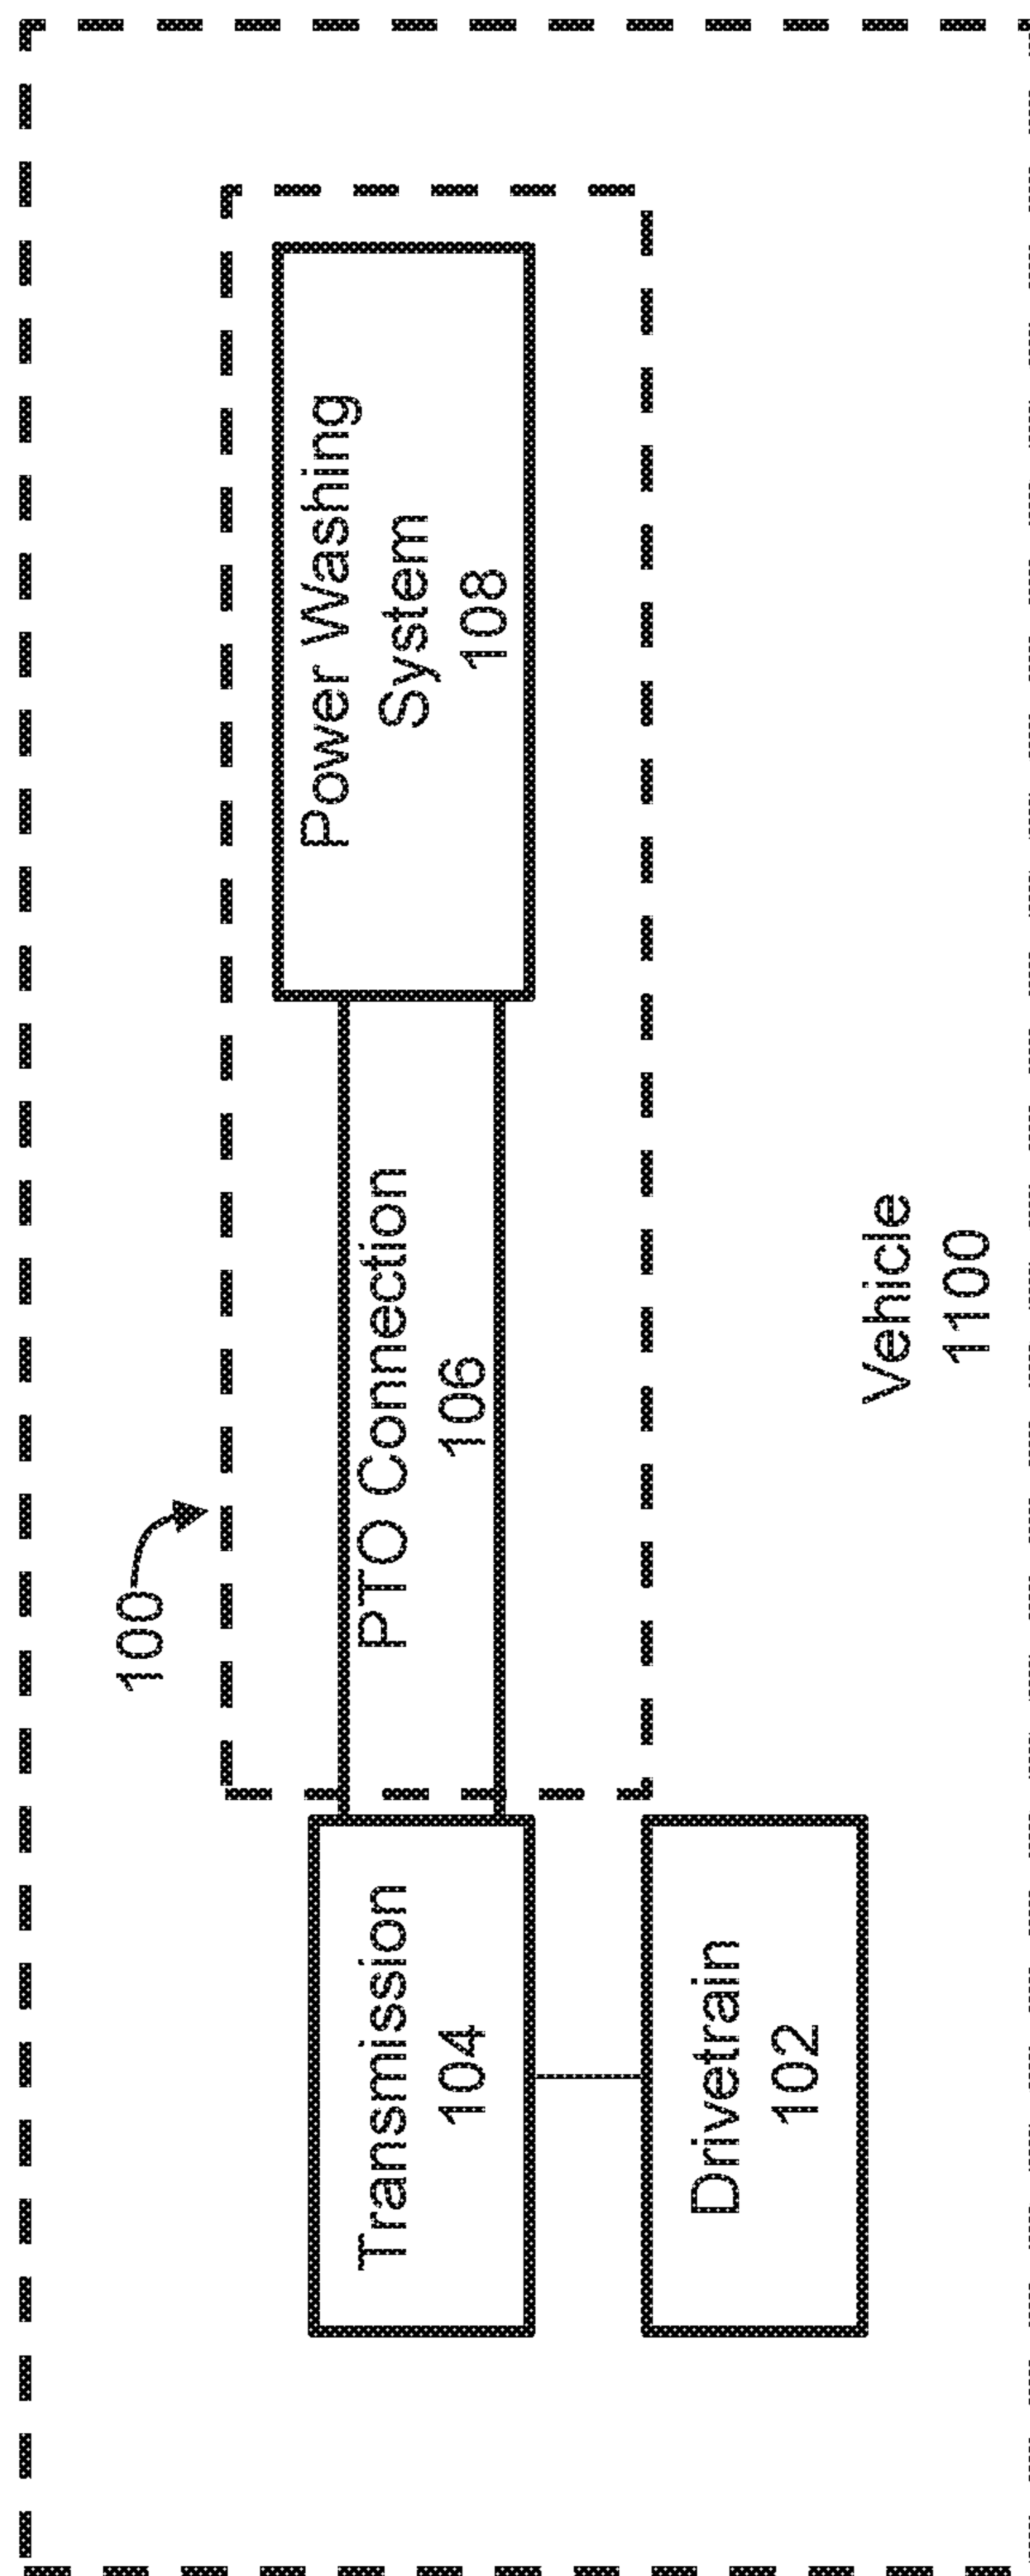 100
Power Washing
System
108
PTO Connection
106
Transmission
104
Drivetrain
102
Vehicle
1100